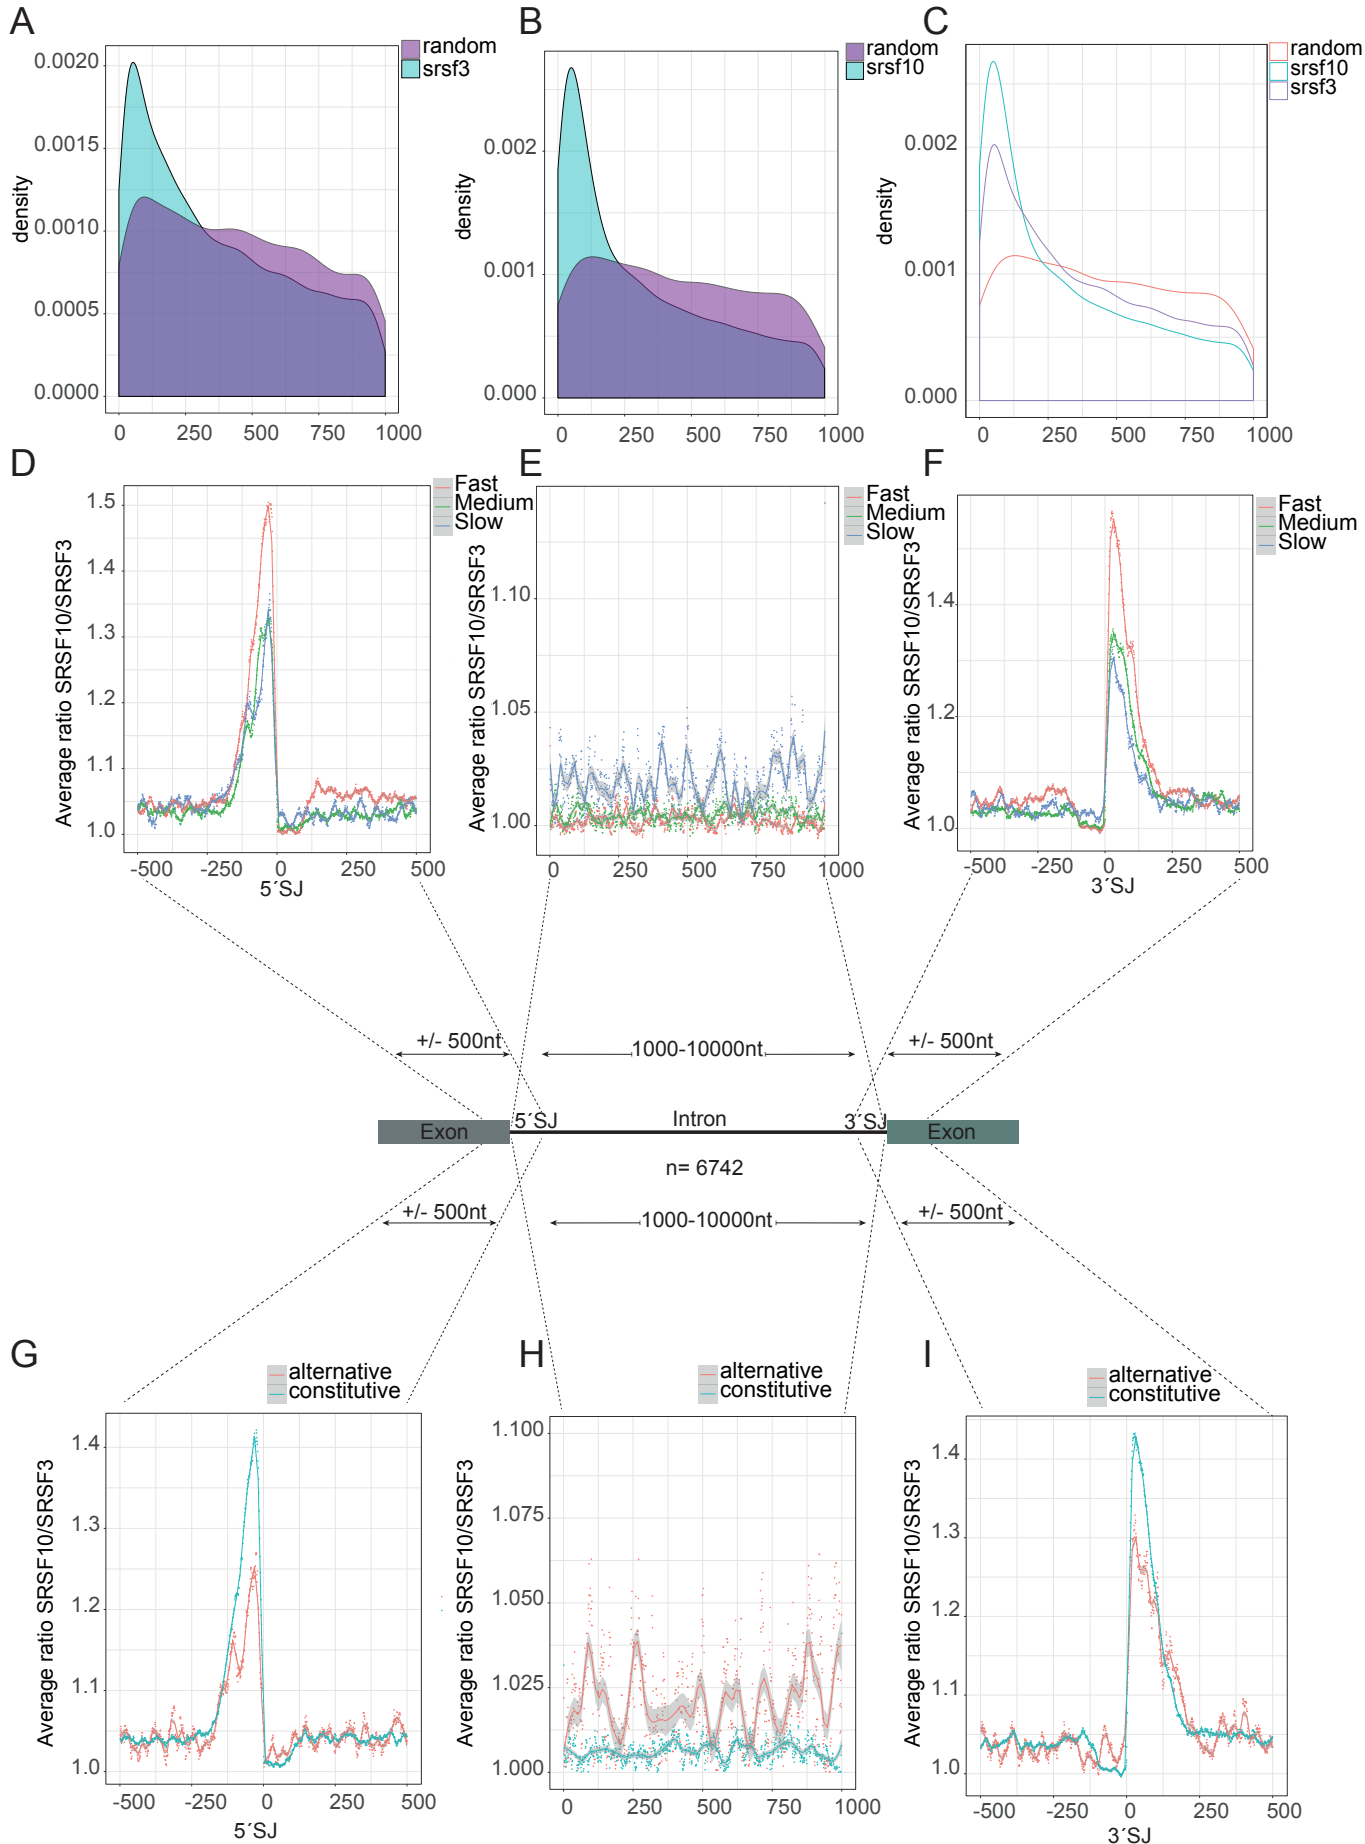 A
random
srsf3
0.0020
0.0015
0.0010
0.0005
0.0000
density
0 250 500 750 1000
B
random
srsf10
0.002
0.001
0.000
density
0 250 500 750 1000
C
random
srsf10
srsf3
0.002
0.001
0.000
density
0 250 500 750 1000
D
Fast
Medium
Slow
1.5
1.4
1.3
1.2
1.1
1.0
Average ratio SRSF10/SRSF3
-500 -250 0 250 500
5´SJ
E
Fast
Medium
Slow
1.10
1.05
1.00
Average ratio SRSF10/SRSF3
0 250 500 750 1000
F
Fast
Medium
Slow
1.4
1.2
1.0
Average ratio SRSF10/SRSF3
-500 -250 0 250 500
3´SJ
+/- 500nt
1000-10000nt
+/- 500nt
Exon
5´SJ
Intron
3´SJ
Exon
n= 6742
+/- 500nt
1000-10000nt
+/- 500nt
G
alternative
constitutive
1.4
1.3
1.2
1.1
1.0
Average ratio SRSF10/SRSF3
-500 -250 0 250 500
5´SJ
H
alternative
constitutive
1.100
1.075
1.050
1.025
1.000
Average ratio SRSF10/SRSF3
0 250 500 750 1000
I
alternative
constitutive
1.4
1.3
1.2
1.1
1.0
Average ratio SRSF10/SRSF3
-500 -250 0 250 500
3´SJ